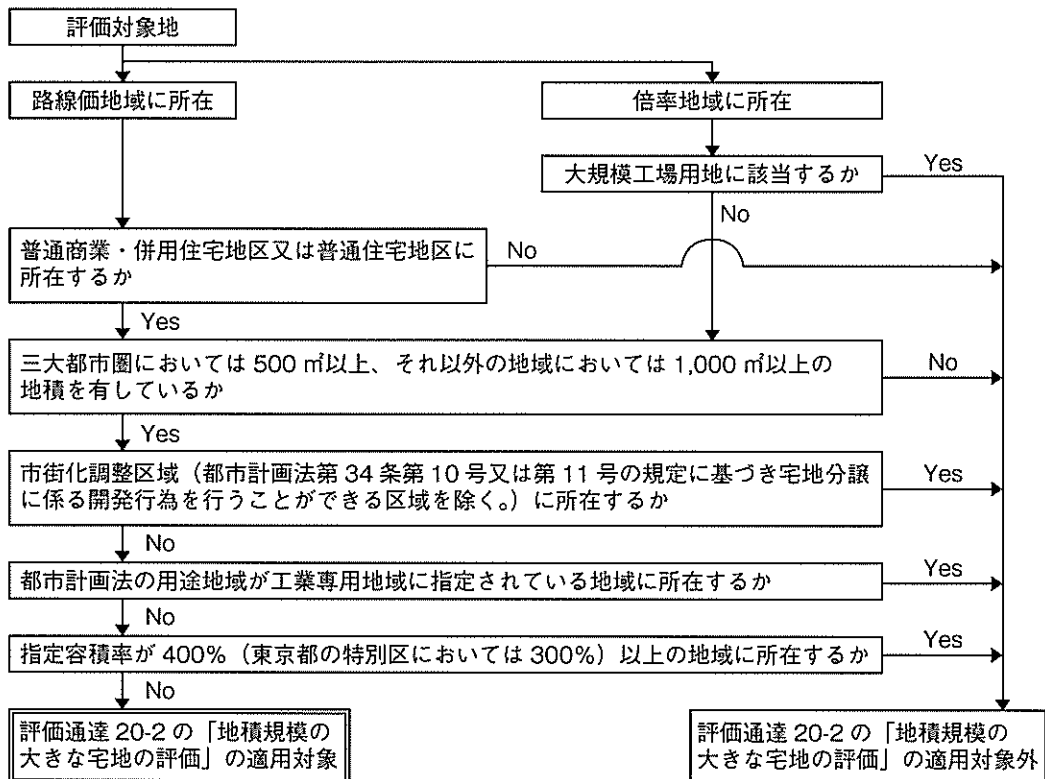 評価対象地
路線価地域に所在
倍率地域に所在
大規模工場用地に該当するか
Yes
No
普通商業・併用住宅地区又は普通住宅地区に
所在するか
No
Yes
三大都市圏においては 500 ㎡以上、それ以外の地域においては 1,000 ㎡以上の
地積を有しているか
No
Yes
市街化調整区域（都市計画法第 34 条第 10 号又は第 11 号の規定に基づき宅地分譲
に係る開発行為を行うことができる区域を除く。）に所在するか
Yes
No
都市計画法の用途地域が工業専用地域に指定されている地域に所在するか
Yes
No
指定容積率が 400%（東京都の特別区においては 300%）以上の地域に所在するか
Yes
No
評価通達 20-2 の「地積規模の
大きな宅地の評価」の適用対象
評価通達 20-2 の「地積規模の
大きな宅地の評価」の適用対象外